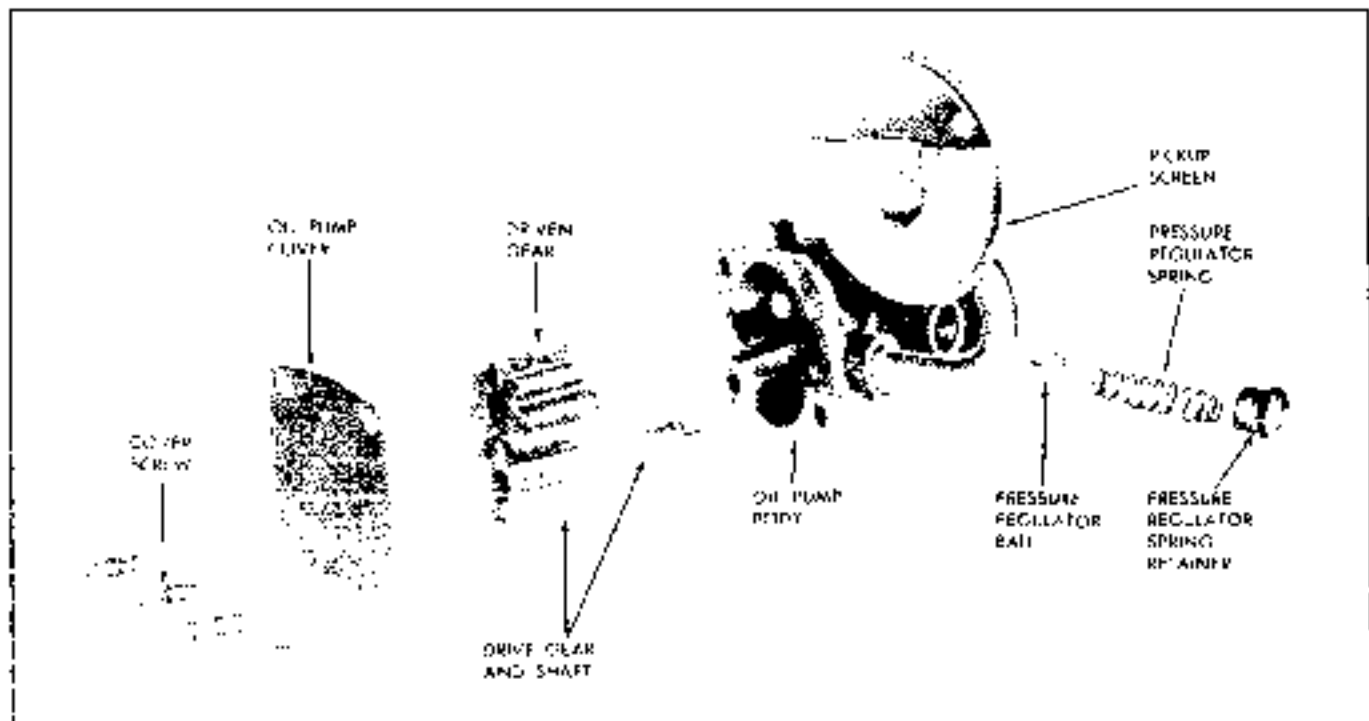 PICKUP
SCREEN
OIL PUMP
COVER
DRIVEN
GEAR
PRESSURE
REGULATOR
SPRING
COVER
SCREW
OIL PUMP
BODY
PRESSURE
REGULATOR
BALL
PRESSURE
REGULATOR
SPRING
RETAINER
DRIVE GEAR
AND SHAFT